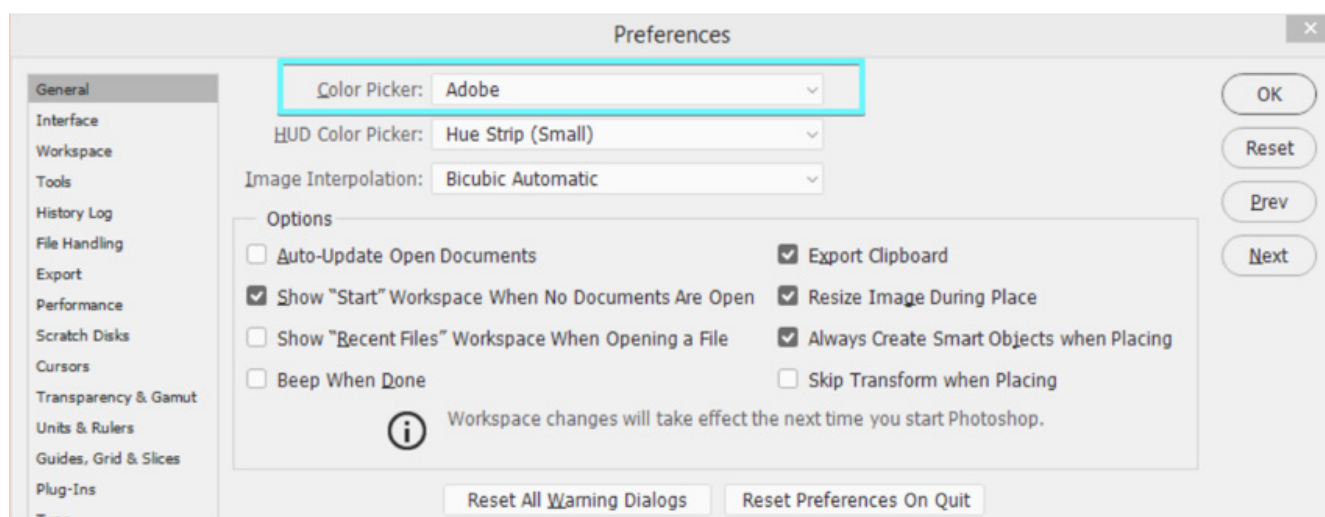 Preferences
General
Interface
Workspace
Tools
History Log
File Handling
Export
Performance
Scratch Disks
Cursors
Transparency & Gamut
Units & Rulers
Guides, Grid & Slices
Plug-Ins
Color Picker: Adobe
HUD Color Picker: Hue Strip (Small)
Image Interpolation: Bicubic Automatic
Options
Auto-Update Open Documents
Show "Start" Workspace When No Documents Are Open
Show "Recent Files" Workspace When Opening a File
Beep When Done
Export Clipboard
Resize Image During Place
Always Create Smart Objects when Placing
Skip Transform when Placing
Workspace changes will take effect the next time you start Photoshop.
Reset All Warning Dialogs
Reset Preferences On Quit
OK
Reset
Prev
Next